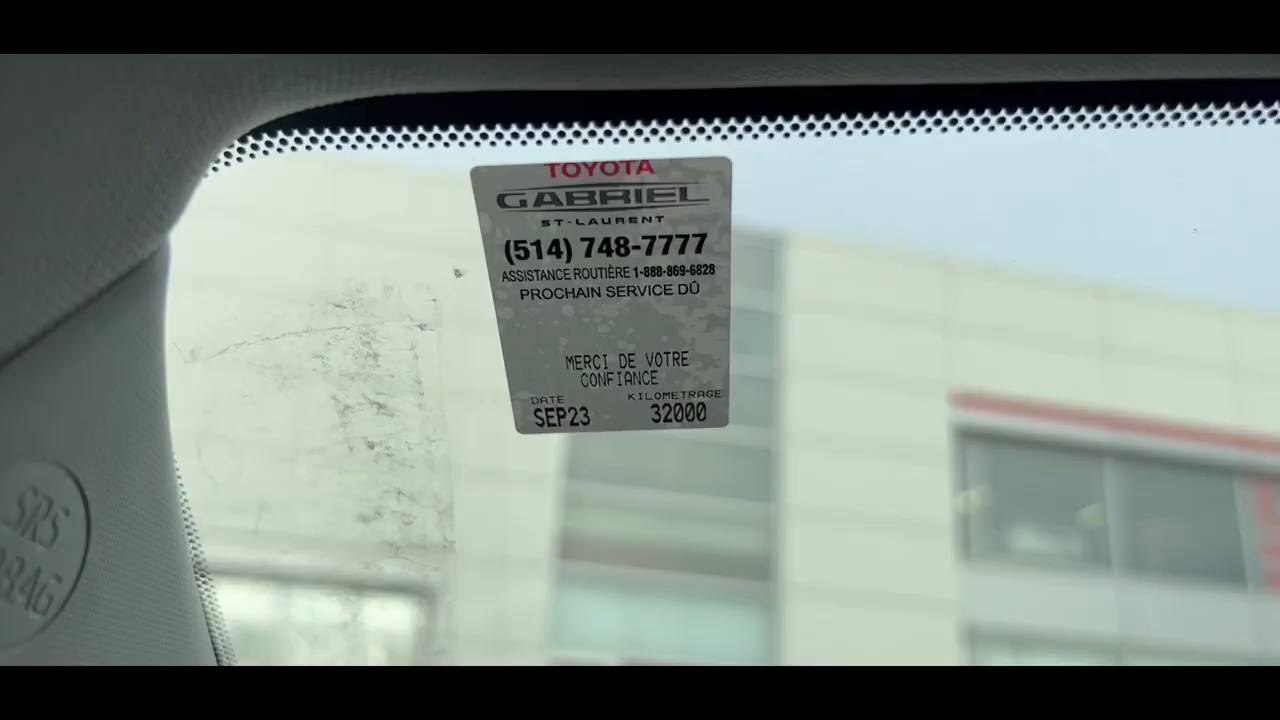 TOYOTA
GABRIEL
ST-LAURENT
(514) 748-7777
ASSISTANCE ROUTIÈRE 1-888-869-6828
PROCHAIN SERVICE DÛ
MERCI DE VOTRE
CONFIANCE
DATE KILOMETRAGE
SEP23 32000
SRS